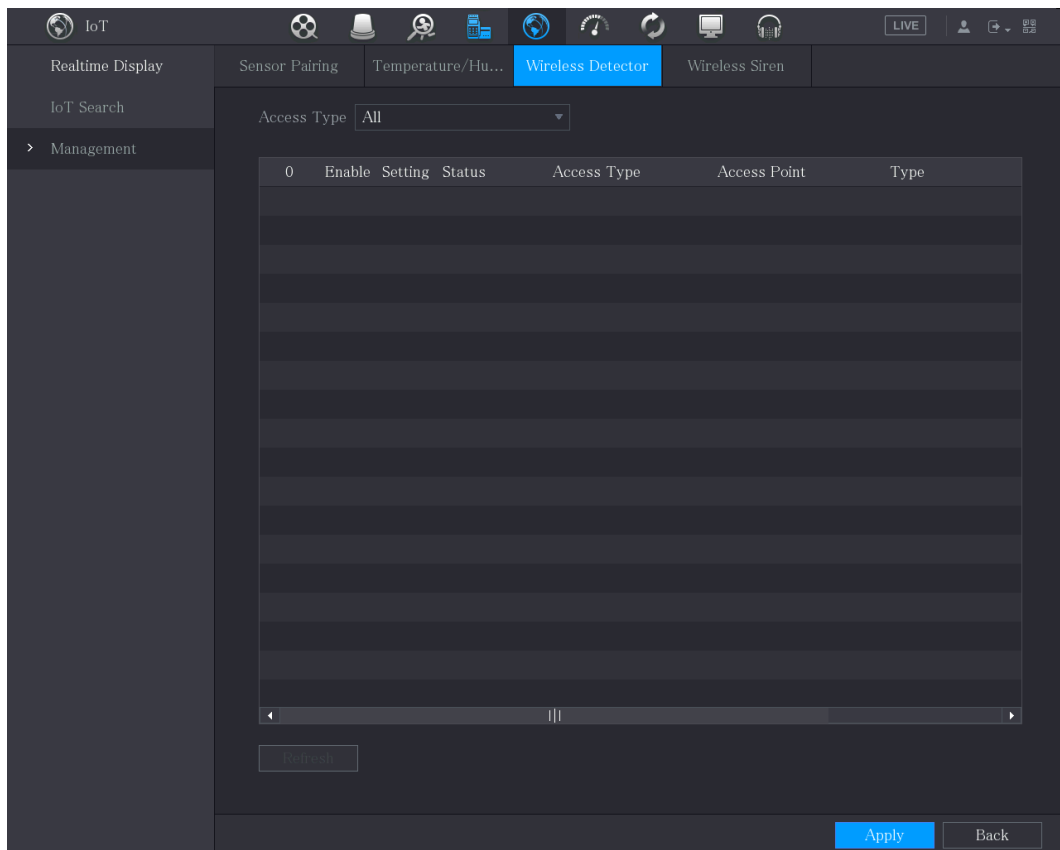 IoT
LIVE
Realtime Display
IoT Search
Management
Sensor Pairing
Temperature/Hu...
Wireless Detector
Wireless Siren
Access Type
All
0 Enable Setting Status Access Type Access Point Type
Refresh
Apply
Back